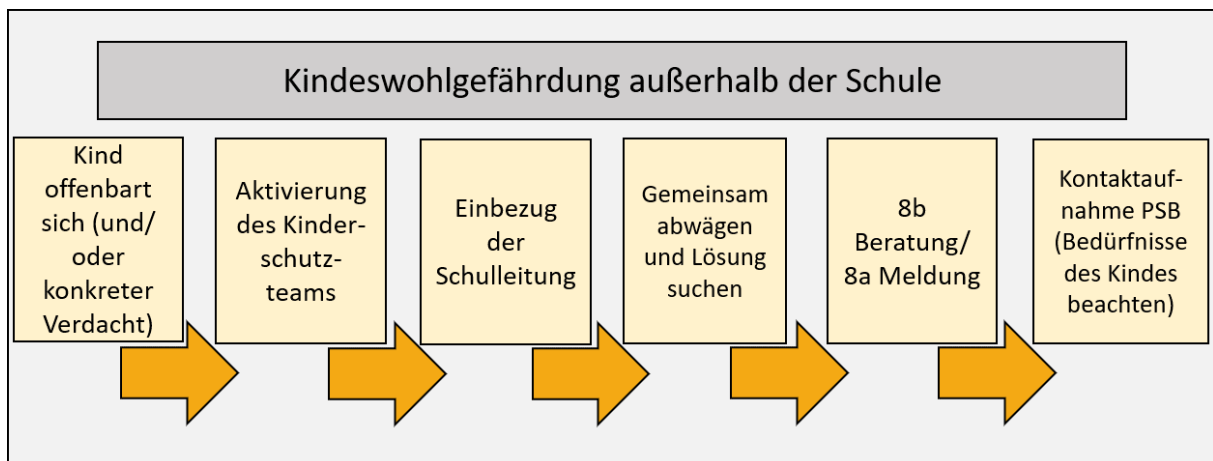 Kindeswohlgefährdung außerhalb der Schule
Kind
offenbart
sich (und/
oder
konkreter
Verdacht)
Aktivierung
des Kinder-
schutz-
teams
Einbezug
der
Schulleitung
Gemeinsam
abwägen
und Lösung
suchen
8b
Beratung/
8a Meldung
Kontaktauf-
nahme PSB
(Bedürfnisse
des Kindes
beachten)